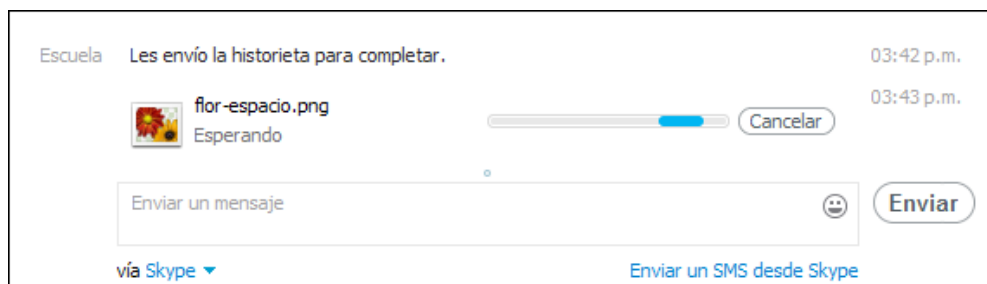 Escuela Les envío la historieta para completar. 03:42 p.m.
flor-espacio.png 03:43 p.m.
Esperando Cancelar
Enviar un mensaje Enviar
vía Skype Enviar un SMS desde Skype